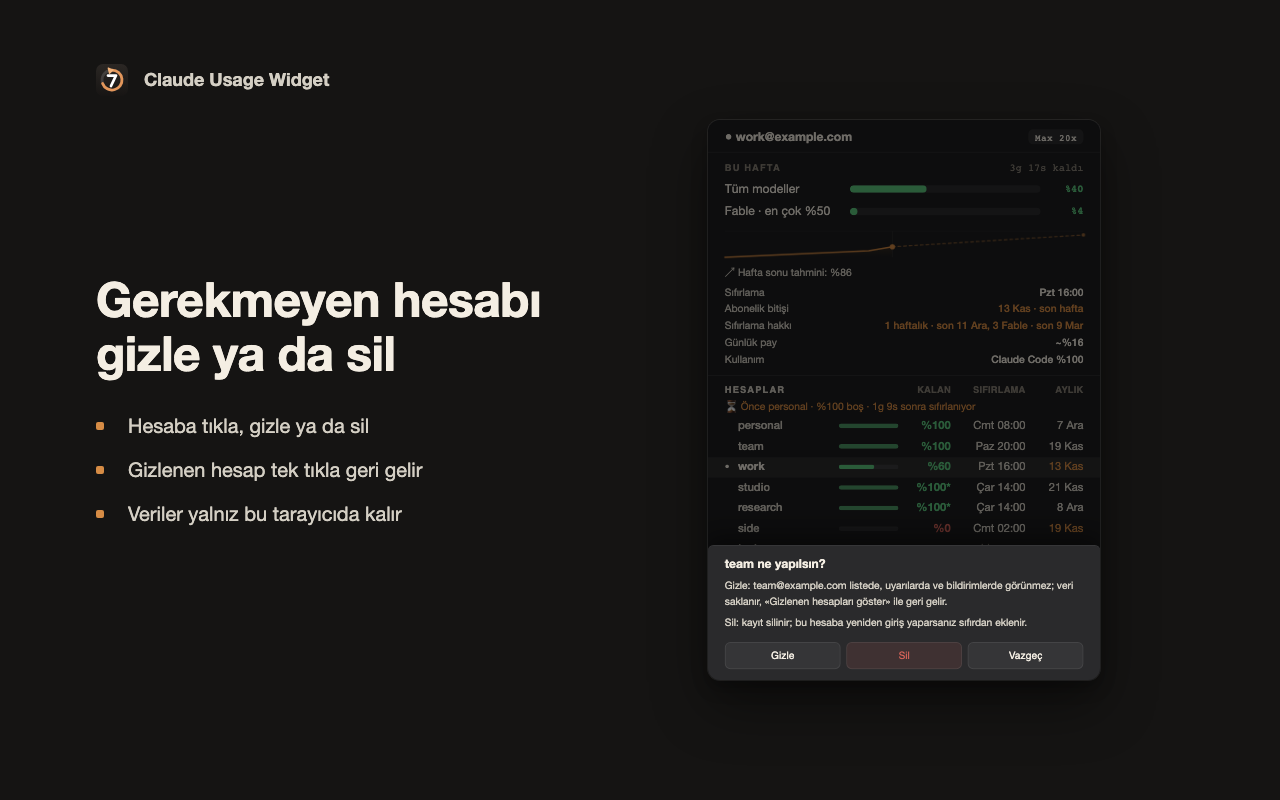 7
Claude Usage Widget
Gerekmeyen hesabı
gizle ya da sil
Hesaba tıkla, gizle ya da sil
Gizlenen hesap tek tıkla geri gelir
Veriler yalnız bu tarayıcıda kalır
work@example.com
Max 20x
BU HAFTA 3g 17s kaldı
Tüm modeller %40
Fable · en çok %50 %4
Hafta sonu tahmini: %86
Sıfırlama Pzt 16:00
Abonelik bitişi 13 Kas · son hafta
Sıfırlama hakkı 1 haftalık · son 11 Ara, 3 Fable · son 9 Mar
Günlük pay ~%16
Kullanım Claude Code %100
HESAPLAR KALAN SIFIRLAMA AYLIK
⏳ Önce personal · %100 boş · 1g 9s sonra sıfırlanıyor
personal %100 Cmt 08:00 7 Ara
team %100 Paz 20:00 19 Kas
• work %60 Pzt 16:00 13 Kas
studio %100* Çar 14:00 21 Kas
research %100* Çar 14:00 8 Ara
side %0 Cmt 02:00 19 Kas
team ne yapılsın?
Gizle: team@example.com listede, uyarılarda ve bildirimlerde görünmez; veri
saklanır, «Gizlenen hesapları göster» ile geri gelir.
Sil: kayıt silinir; bu hesaba yeniden giriş yaparsanız sıfırdan eklenir.
Gizle Sil Vazgeç